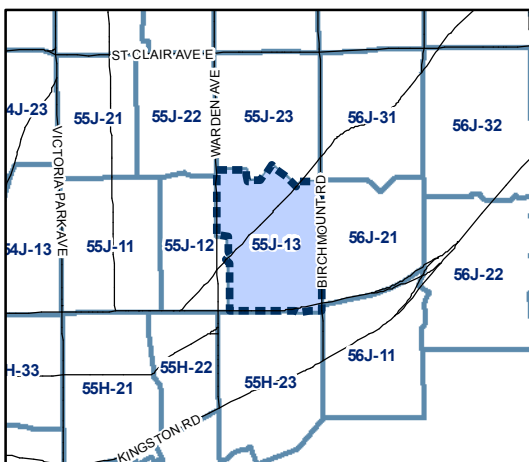 ST CLAIR AVE E
WARDEN AVE
VICTORIA PARK AVE
BIRCHMOUNT RD
KINGSTON RD
4J-23
55J-21
55J-22
55J-23
56J-31
56J-32
54J-13
55J-11
55J-12
55J-13
56J-21
56J-22
H-33
55H-21
55H-22
55H-23
56J-11